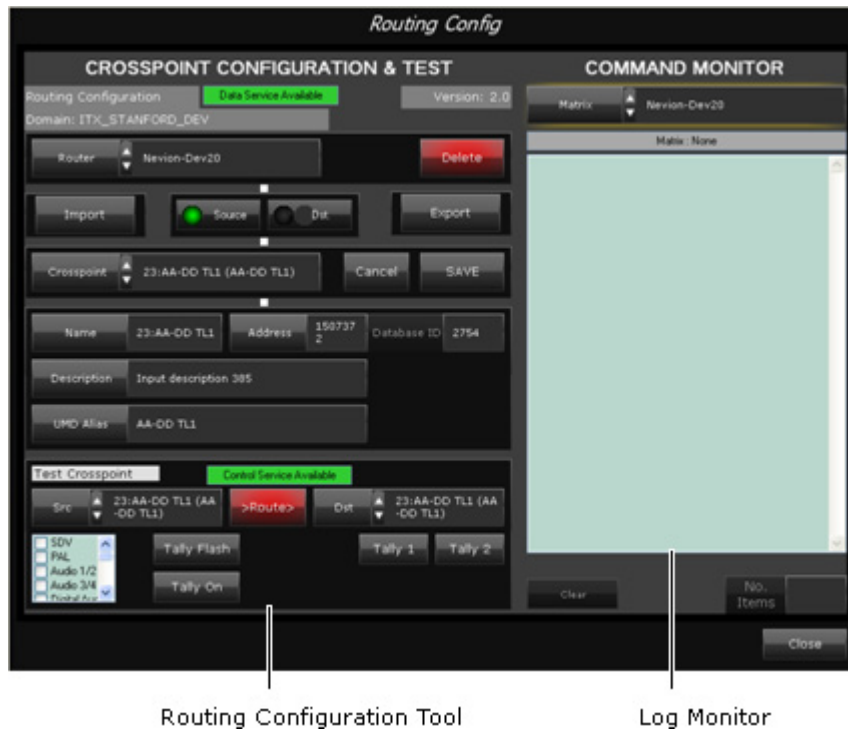 Routing Config
CROSSPOINT CONFIGURATION & TEST
Routing Configuration
Data Service Available
Version: 2.0
Domain: ITX_STANFORD_DEV
Router
Nevion-Dev20
Delete
Import
Source
Dst
Export
Crosspoint
23:AA-DD TL1 (AA-DD TL1)
Cancel
SAVE
Name
23:AA-DD TL1
Address
150737
2
Database ID
2754
Description
Input description 385
UMD Alias
AA-DD TL1
Test Crosspoint
Control Service Available
Src
23:AA-DD TL1 (AA
-DD TL1)
>Route>
Dst
23:AA-DD TL1 (AA
-DD TL1)
SDV
PAL
Audio 1/2
Audio 3/4
Tally Flash
Tally On
Tally 1
Tally 2
COMMAND MONITOR
Matrix
Nevion-Dev20
Matrix : None
Clear
No.
Items
Close
Routing Configuration Tool
Log Monitor